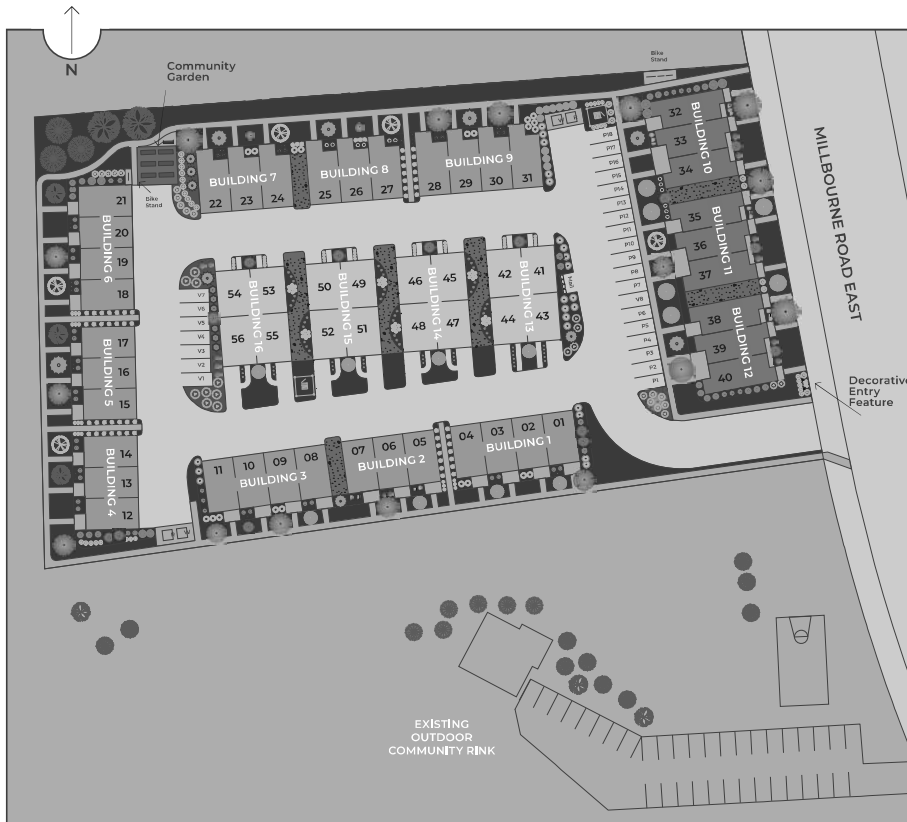 N
Community
Garden
Bike
Stand
Bike
Stand
MILLBOURNE ROAD EAST
Decorative
Entry
Feature
BUILDING 7
22 23 24
BUILDING 8
25 26 27
BUILDING 9
28 29 30 31
32
33
34
BUILDING 10
35
36
37
BUILDING 11
38
39
40
BUILDING 12
P18
P17
P16
P15
P14
P13
P12
P11
P10
P9
P8
P7
V8
P6
P5
P4
P3
P2
P1
21
20
19
18
BUILDING 6
17
16
15
BUILDING 5
14
13
12
BUILDING 4
V7
V6
V5
V4
V3
V2
V1
54 53
56 55
BUILDING 16
50 49
52 51
BUILDING 15
46 45
48 47
BUILDING 14
42 41
44 43
BUILDING 13
Mail
11 10 09 08
BUILDING 3
07 06 05
BUILDING 2
04 03 02 01
BUILDING 1
EXISTING
OUTDOOR
COMMUNITY RINK